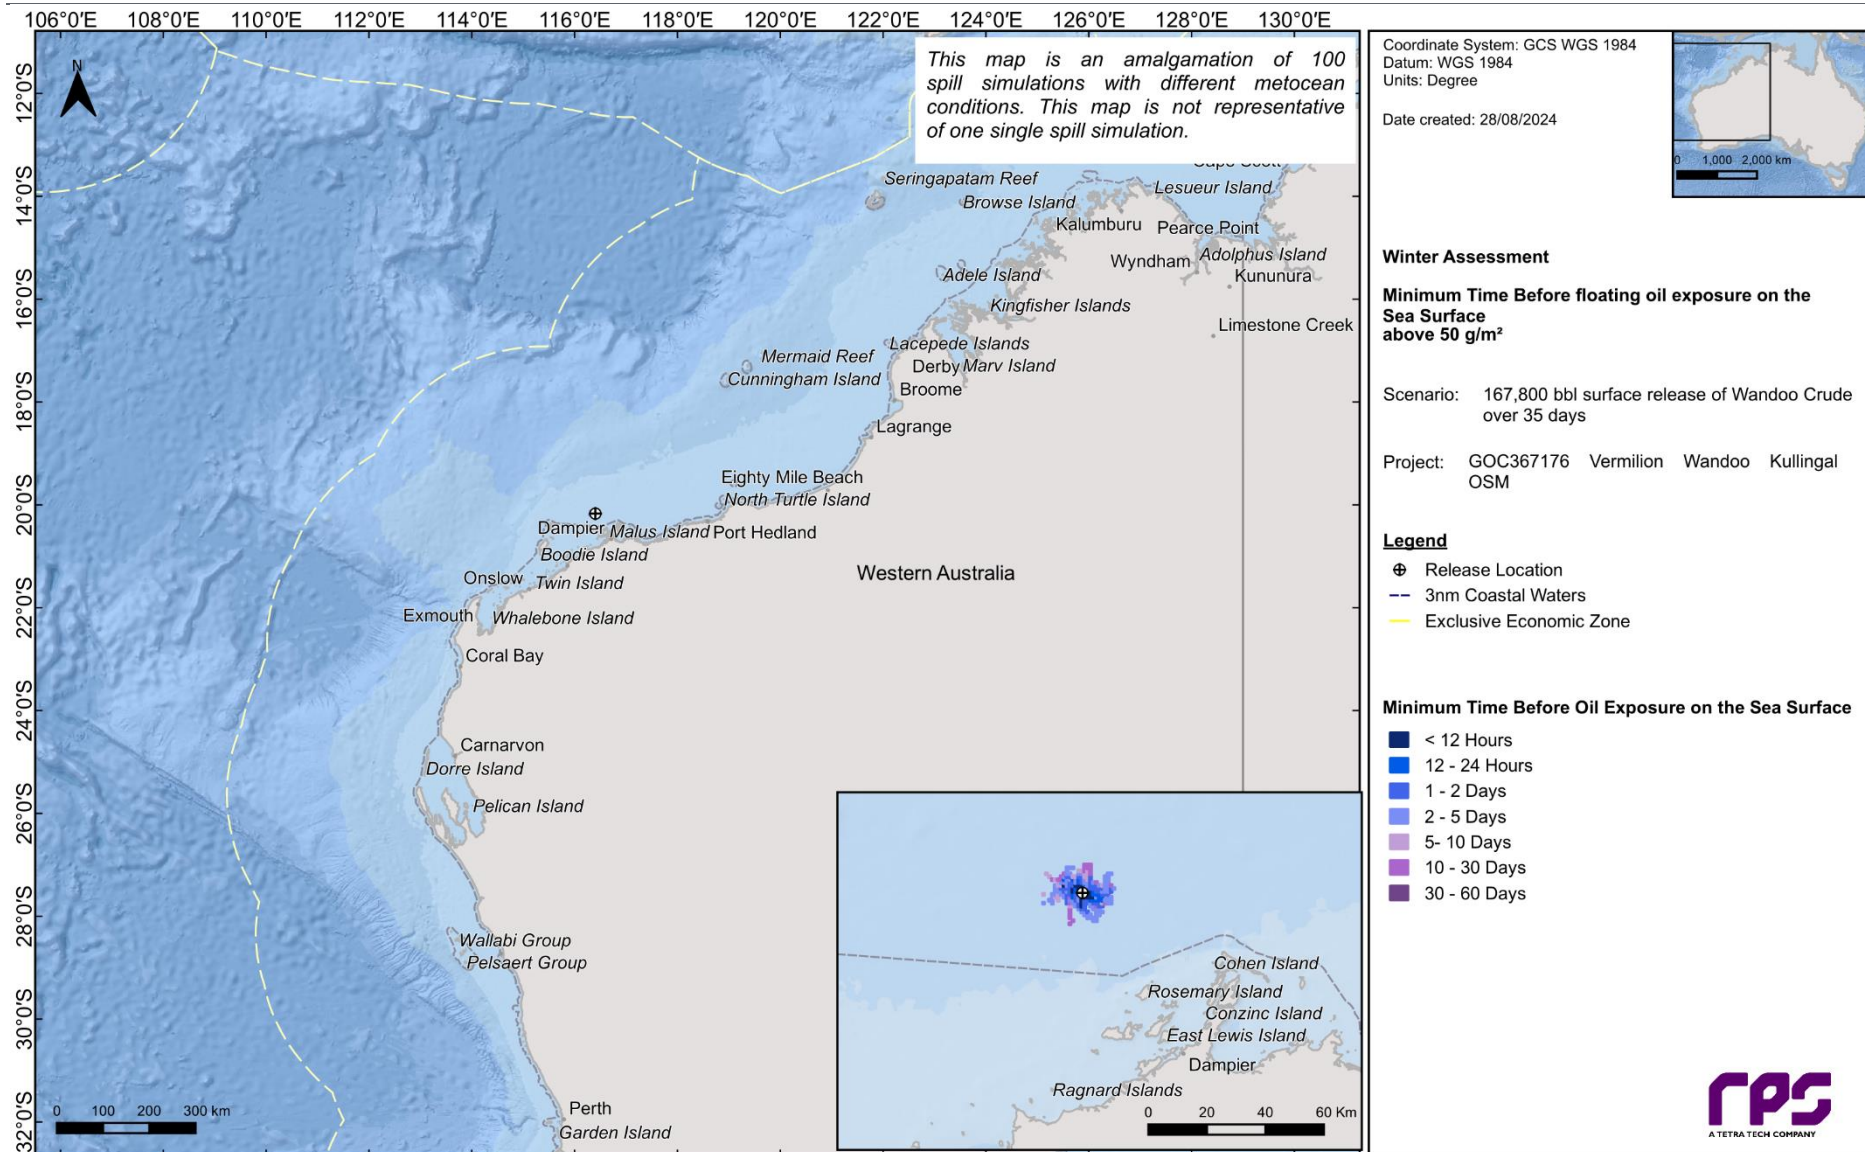 106°0'E 108°0'E 110°0'E 112°0'E 114°0'E 116°0'E 118°0'E 120°0'E 122°0'E 124°0'E 126°0'E 128°0'E 130°0'E
12°0'S
14°0'S
16°0'S
18°0'S
20°0'S
22°0'S
24°0'S
26°0'S
28°0'S
30°0'S
32°0'S
N
This map is an amalgamation of 100
spill simulations with different metocean
conditions. This map is not representative
of one single spill simulation.
Seringapatam Reef
Lesueur Island
Browse Island
Kalumburu
Pearce Point
Wyndham
Adolphus Island
Kununura
Adele Island
Kingfisher Islands
Limestone Creek
Lacepede Islands
Mermaid Reef
Derby
Marv Island
Cunningham Island
Broome
Lagrange
Eighty Mile Beach
North Turtle Island
Dampier
Malus Island
Port Hedland
Boodie Island
Onslow
Twin Island
Western Australia
Exmouth
Whalebone Island
Coral Bay
Carnarvon
Dorre Island
Pelican Island
Wallabi Group
Pelsaert Group
Perth
Garden Island
0 100 200 300 km
Cohen Island
Rosemary Island
Conzinc Island
East Lewis Island
Dampier
Ragnard Islands
0 20 40 60 Km
Coordinate System: GCS WGS 1984
Datum: WGS 1984
Units: Degree
Date created: 28/08/2024
0 1,000 2,000 km
Winter Assessment
Minimum Time Before floating oil exposure on the
Sea Surface
above 50 g/m²
Scenario: 167,800 bbl surface release of Wandoo Crude
over 35 days
Project: GOC367176 Vermilion Wandoo Kullingal
OSM
Legend
Release Location
3nm Coastal Waters
Exclusive Economic Zone
Minimum Time Before Oil Exposure on the Sea Surface
< 12 Hours
12 - 24 Hours
1 - 2 Days
2 - 5 Days
5- 10 Days
10 - 30 Days
30 - 60 Days
rps
A TETRA TECH COMPANY